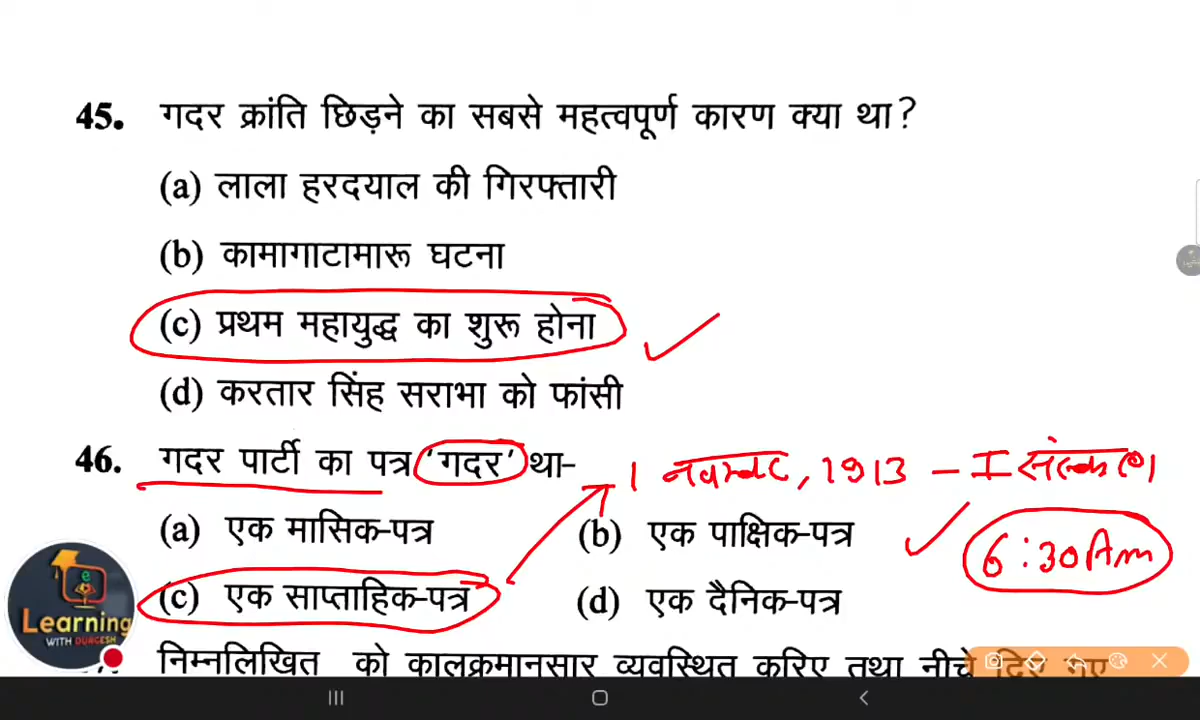 45. गदर क्रांति छिड़ने का सबसे महत्वपूर्ण कारण क्या था?
(a) लाला हरदयाल की गिरफ्तारी
(b) कामागाटामारू घटना
(c) प्रथम महायुद्ध का शुरू होना
(d) करतार सिंह सराभा को फांसी
46. गदर पार्टी का पत्र 'गदर' था-
1 नवम्बर, 1913 – I संस्करण
(a) एक मासिक-पत्र (b) एक पाक्षिक-पत्र
6:30 Am
(c) एक साप्ताहिक-पत्र (d) एक दैनिक-पत्र
e
Learning
WITH DURGESH
निम्नलिखित को कालक्रमानुसार व्यवस्थित करिए तथा नीचे दिए गए